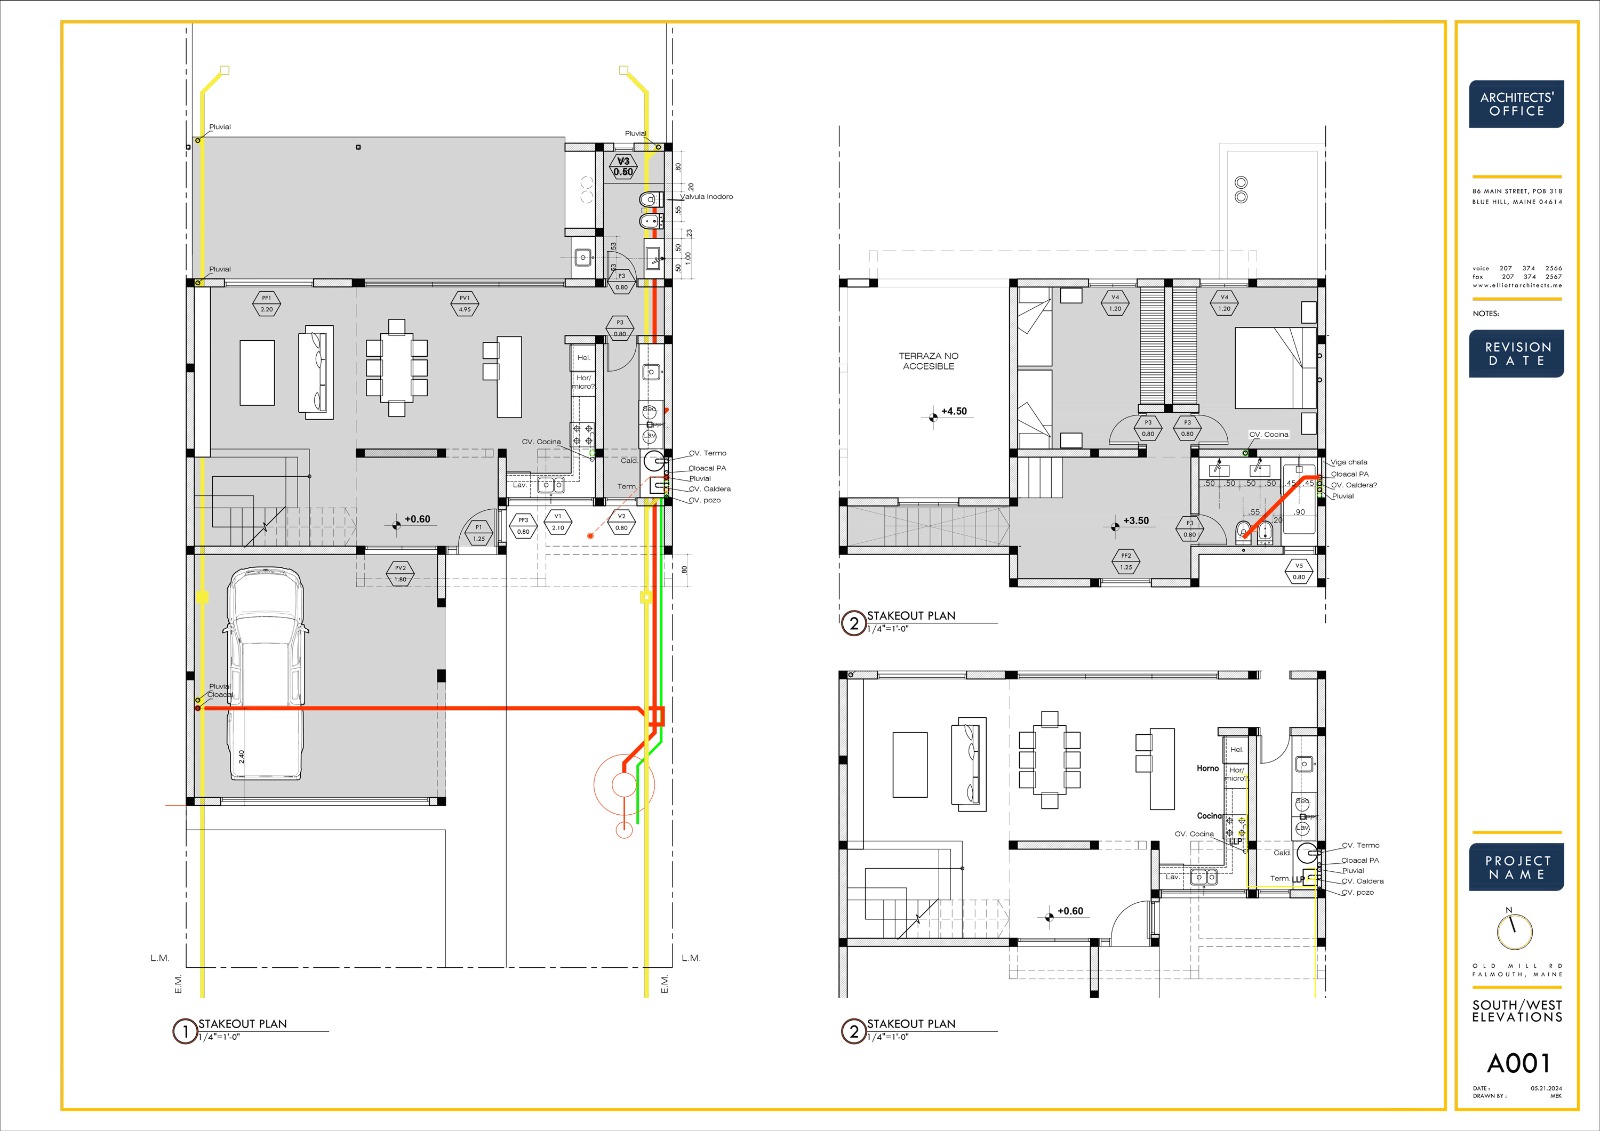 Pluvial
Pluvial
V3
0.50
.80
.20
Valvula Inodoro
.55
.23
.53
.50
1.00
.63
.50
Pluvial
P3
0.80
PF1
2.20
PV1
4.95
P3
0.80
Hel.
Hor/
micro?
Sec.
Lav.
CV. Cocina
Cald.
CV. Termo
Cloacal PA
Pluvial
CV. Caldera
CV. pozo
Lav.
Term.
+0.60
P1
1.25
PF3
0.80
V1
2.10
V2
0.80
PV2
1.80
.80
Pluvial
Cloacal
2.40
L.M.
L.M.
E.M.
E.M.
1
STAKEOUT PLAN
1/4"=1'-0"
TERRAZA NO
ACCESIBLE
+4.50
V4
1.20
V4
1.20
P3
0.80
P3
0.80
CV. Cocina
Viga chata
Cloacal PA
CV. Caldera?
Pluvial
.50 .50 .50 .50 .45 .45
.55
.20
.90
P3
0.80
+3.50
PF2
1.25
V5
0.80
2
STAKEOUT PLAN
1/4"=1'-0"
Hel.
Horno
Hor/
micro?
Cocina
Sec.
Lav.
CV. Cocina
LLP
Cald.
CV. Termo
Cloacal PA
Pluvial
CV. Caldera
CV. pozo
Lav.
Term.
LLP
+0.60
2
STAKEOUT PLAN
1/4"=1'-0"
ARCHITECTS'
OFFICE
86 MAIN STREET, POB 318
BLUE HILL, MAINE 04614
voice 207 374 2566
fax 207 374 2567
www.elliottarchitects.me
NOTES:
REVISION
DATE
PROJECT
NAME
N
OLD MILL RD
FALMOUTH, MAINE
SOUTH/WEST
ELEVATIONS
A001
DATE: 05.21.2024
DRAWN BY: MEK